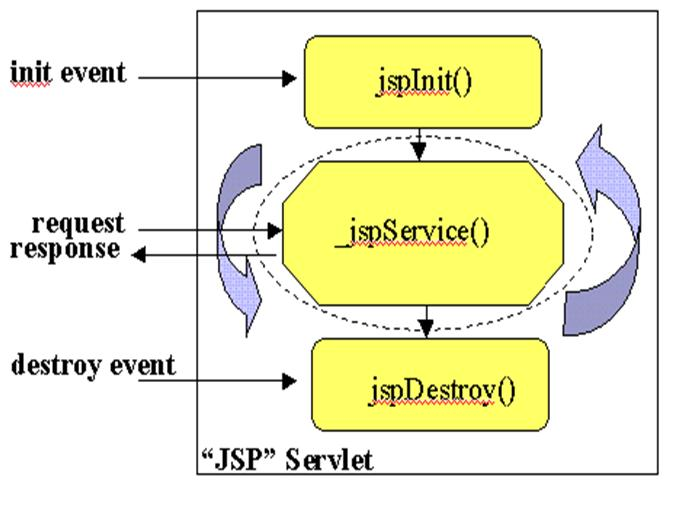 init event
jspInit()
request
_jspService()
response
destroy event
jspDestroy()
“JSP” Servlet